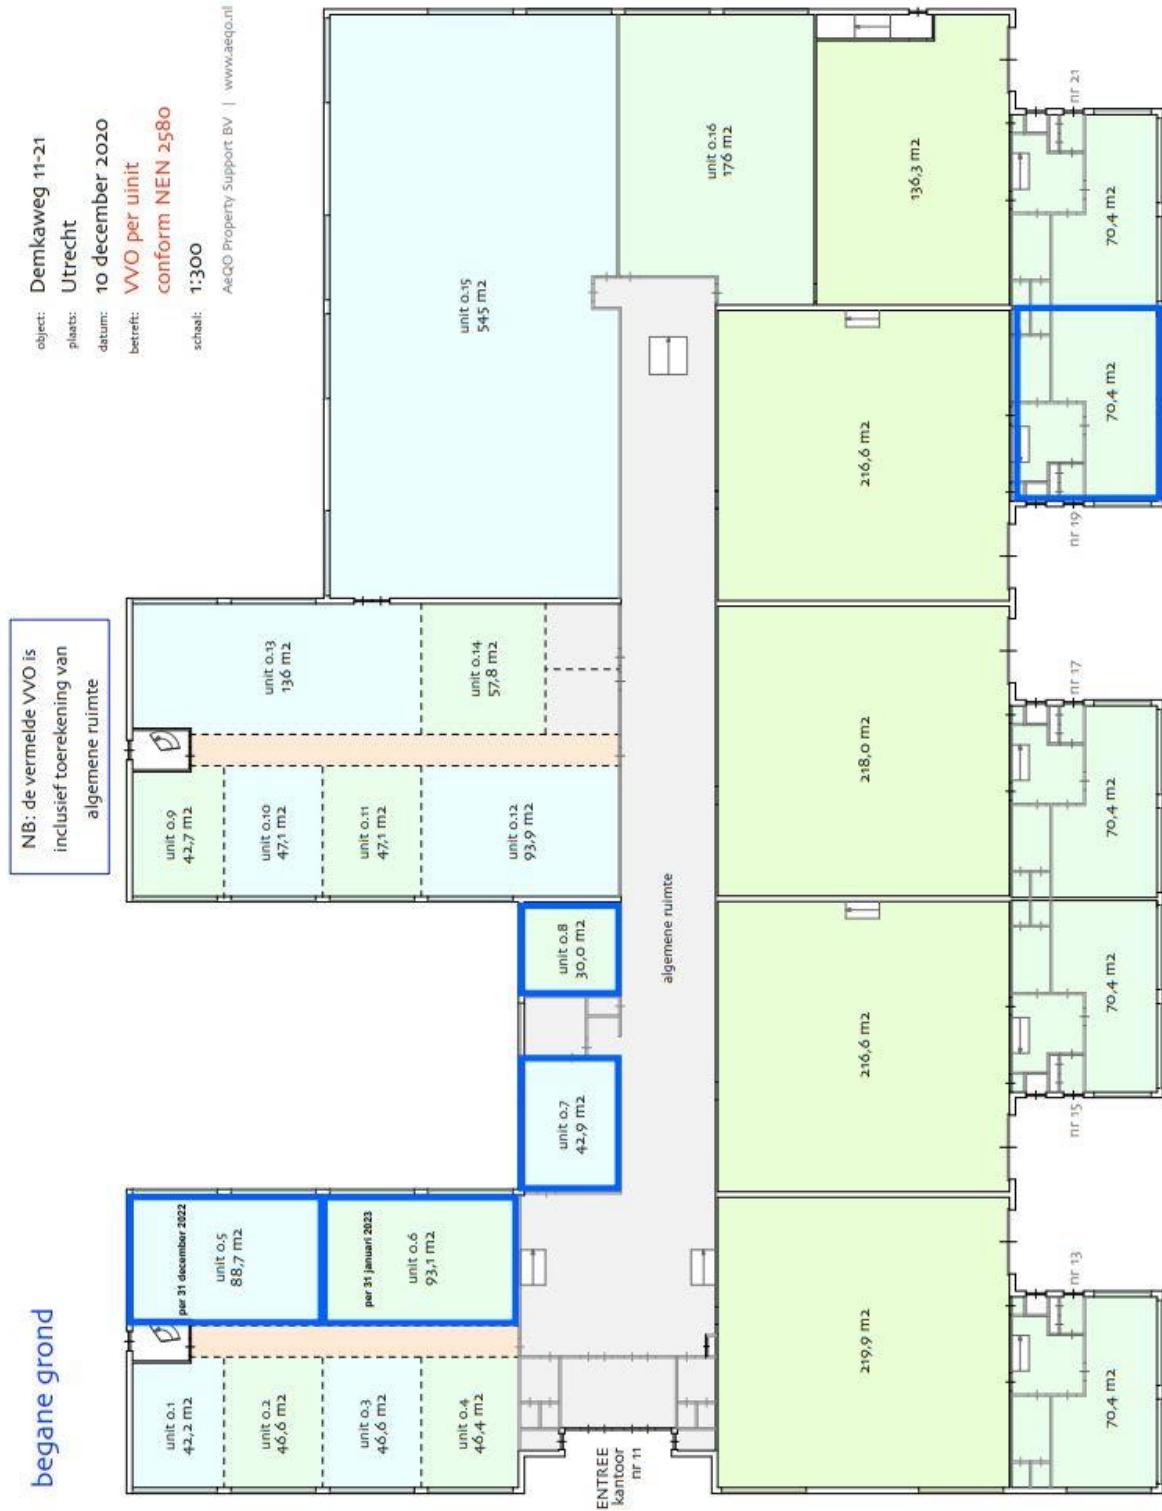 begane grond
NB: de vermelde VVO is
inclusief toerekening van
algemene ruimte
object: Demkaweg 11-21
plaats: Utrecht
datum: 10 december 2020
betreft: VVO per uinit
conform NEN 2580
schaal: 1:300
AeQO Property Support BV | www.aeqo.nl
unit 0.1
42,2 m2
unit 0.2
46,6 m2
unit 0.3
46,6 m2
unit 0.4
46,4 m2
per 31 december 2022
unit 0.5
88,7 m2
per 31 januari 2023
unit 0.6
93,1 m2
unit 0.7
42,9 m2
unit 0.8
30,0 m2
unit 0.9
42,7 m2
unit 0.10
47,1 m2
unit 0.11
47,1 m2
unit 0.12
93,9 m2
unit 0.13
136 m2
unit 0.14
57,8 m2
unit 0.15
545 m2
unit 0.16
176 m2
algemene ruimte
ENTREE
kantoor
nr 11
219,9 m2
216,6 m2
218,0 m2
216,6 m2
136,3 m2
nr 13
nr 15
nr 17
nr 19
nr 21
70,4 m2
70,4 m2
70,4 m2
70,4 m2
70,4 m2